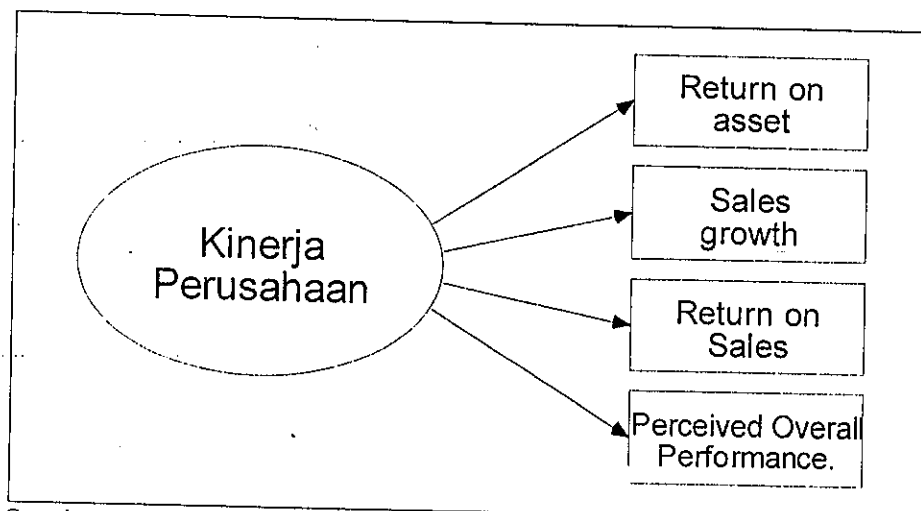 Kinerja
Perusahaan
Return on
asset
Sales
growth
Return on
Sales
Perceived Overall
Performance.